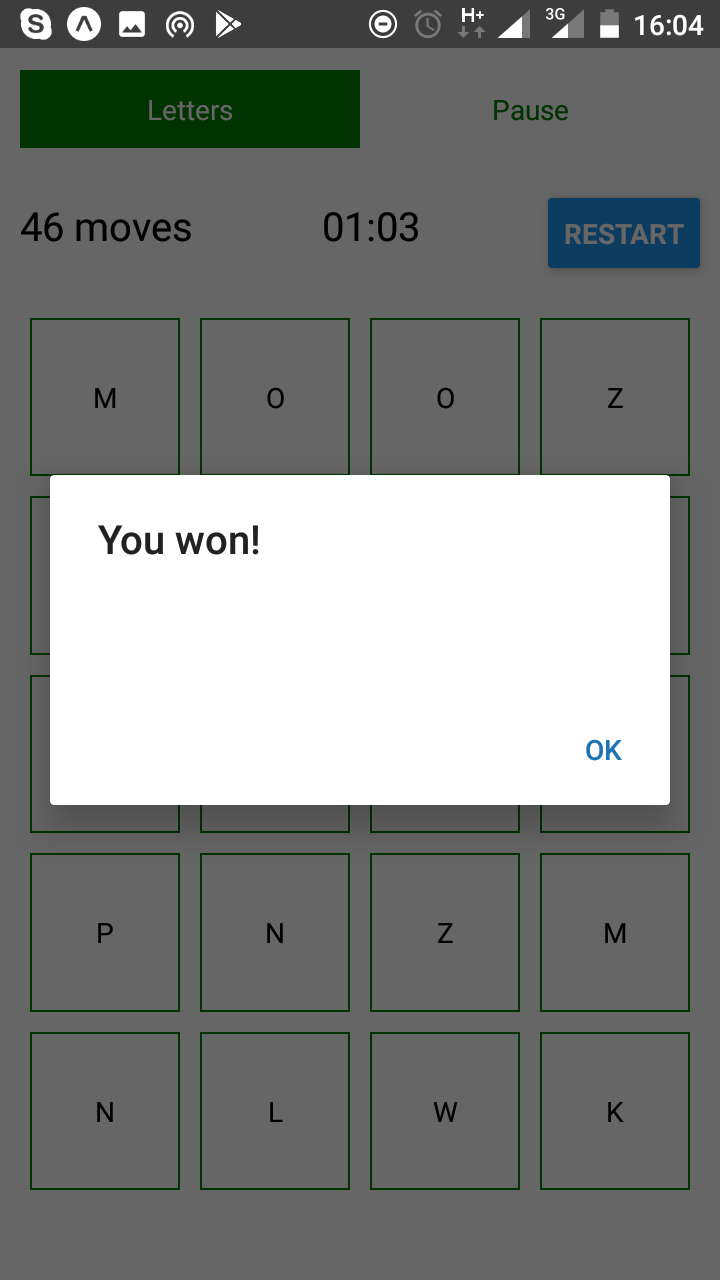 H+ 3G 16:04
Letters Pause
46 moves 01:03 RESTART
M O O Z
You won!
OK
P N Z M
N L W K